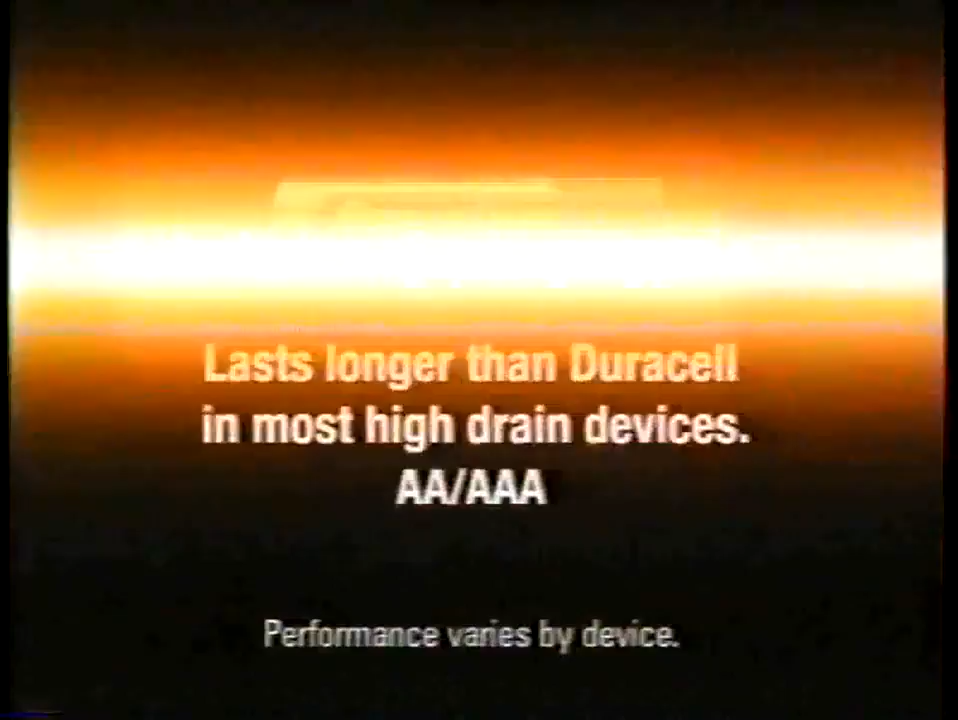 Lasts longer than Duracell
in most high drain devices.
AA/AAA
Performance varies by device.